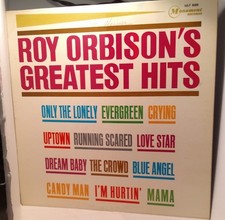 ROY ORBISON'S
GREATEST HITS
ONLY THE LONELY EVERGREEN CRYING
UPTOWN RUNNING SCARED LOVE STAR
DREAM BABY THE CROWD BLUE ANGEL
CANDY MAN I'M HURTIN' MAMA